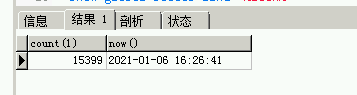 信息 结果 1 剖析 状态
count(1) now()
15399 2021-01-06 16:26:41